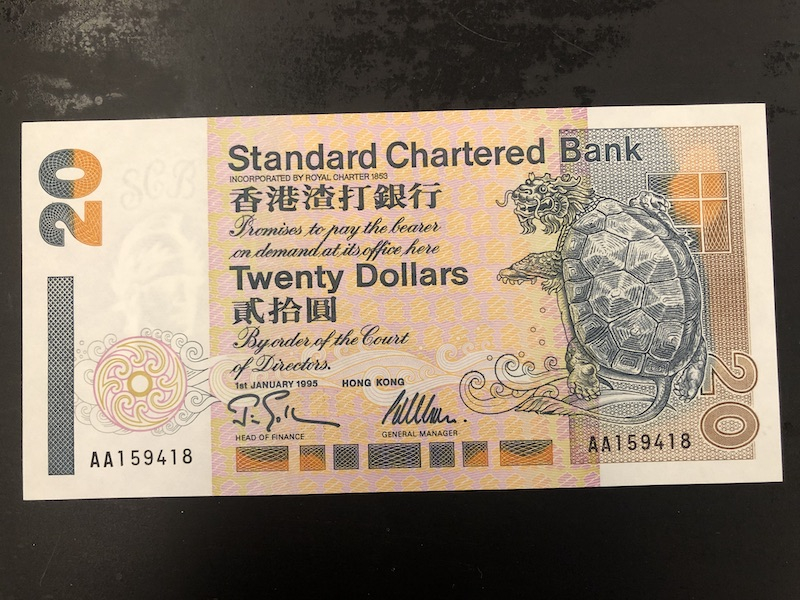 20
Standard Chartered Bank
INCORPORATED BY ROYAL CHARTER 1853
香港渣打銀行
Promises to pay the bearer
on demand at its office here
Twenty Dollars
貳拾圓
By order of the Court
of Directors.
1ST JANUARY 1995 HONG KONG
HEAD OF FINANCE GENERAL MANAGER
AA159418
AA159418
20